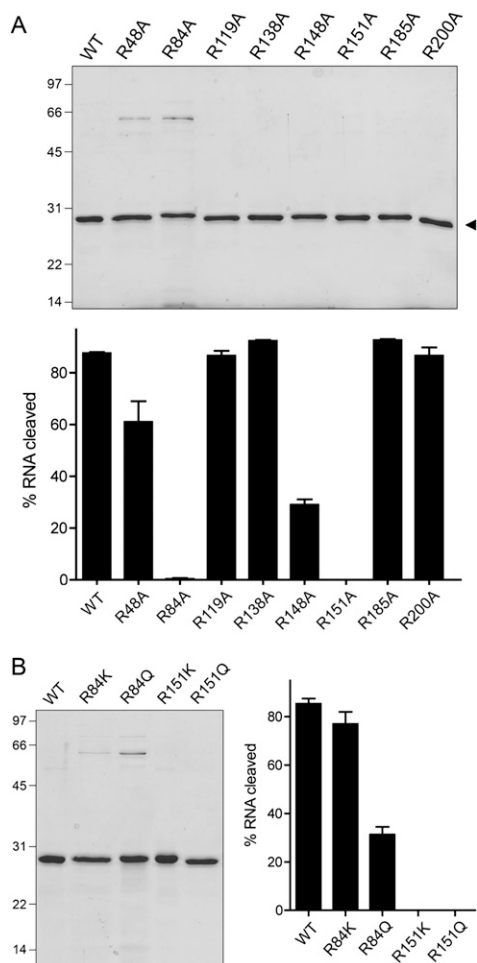 A
WT R48A R84A R119A R138A R148A R151A R185A R200A
97
66
45
31
22
14
% RNA cleaved
80
60
40
20
0
WT R48A R84A R119A R138A R148A R151A R185A R200A
B
WT R84K R84Q R151K R151Q
97
66
45
31
22
14
% RNA cleaved
80
60
40
20
0
WT R84K R84Q R151K R151Q